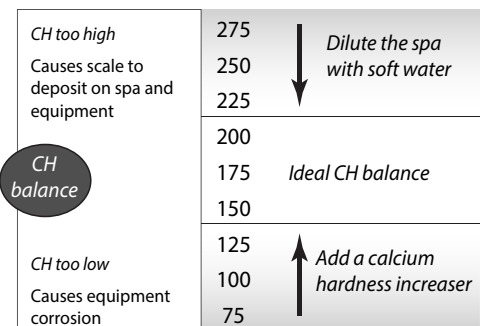 CH too high
Causes scale to
deposit on spa and
equipment
CH
balance
CH too low
Causes equipment
corrosion
275
250
225
200
175
150
125
100
75
Dilute the spa
with soft water
Ideal CH balance
Add a calcium
hardness increaser